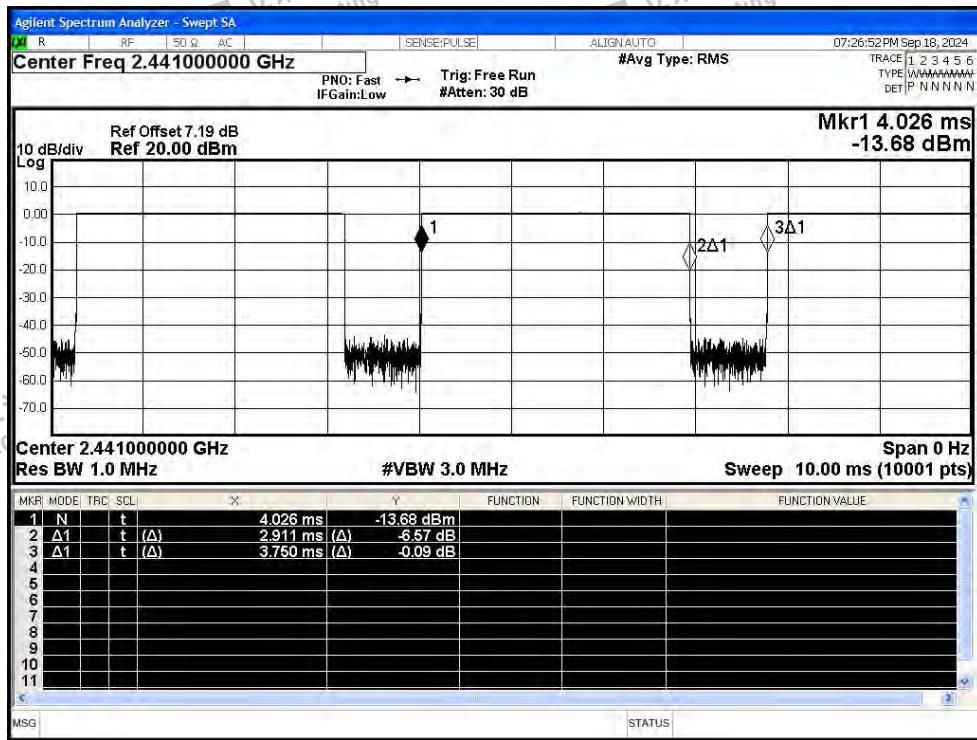 Agilent Spectrum Analyzer - Swept SA
LXI R RF 50 Ω AC SENSE:PULSE ALIGN AUTO 07:26:52 PM Sep 18, 2024
Center Freq 2.441000000 GHz
PNO: Fast
IFGain:Low
Trig: Free Run
#Atten: 30 dB
#Avg Type: RMS
TRACE 1 2 3 4 5 6
TYPE WWWWWW
DET P N N N N N
Mkr1 4.026 ms
-13.68 dBm
Ref Offset 7.19 dB
10 dB/div Ref 20.00 dBm
Log
10.0
0.00
1
3Δ1
-10.0
2Δ1
-20.0
-30.0
-40.0
-50.0
-60.0
-70.0
Center 2.441000000 GHz Span 0 Hz
Res BW 1.0 MHz #VBW 3.0 MHz Sweep 10.00 ms (10001 pts)
MKR MODE TRC SCL X Y FUNCTION FUNCTION WIDTH FUNCTION VALUE
1 N t 4.026 ms -13.68 dBm
2 Δ1 t (Δ) 2.911 ms (Δ) -6.57 dB
3 Δ1 t (Δ) 3.750 ms (Δ) -0.09 dB
4
5
6
7
8
9
10
11
MSG STATUS